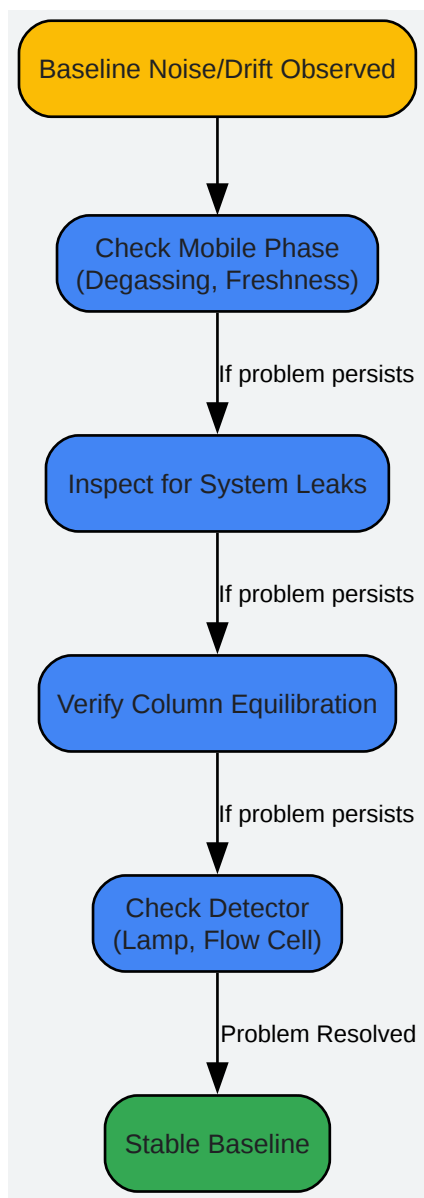 Baseline Noise/Drift Observed
Check Mobile Phase
(Degassing, Freshness)
If problem persists
Inspect for System Leaks
If problem persists
Verify Column Equilibration
If problem persists
Check Detector
(Lamp, Flow Cell)
Problem Resolved
Stable Baseline